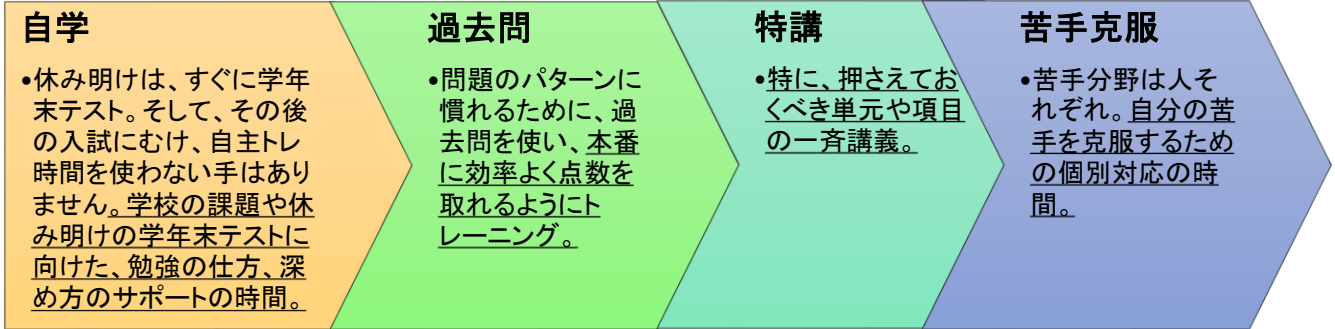 自学
•休み明けは、すぐに学年
末テスト。そして、その後
の入試にむけ、自主トレ
時間を使わない手はあり
ません。学校の課題や休
み明けの学年末テストに
向けた、勉強の仕方、深
め方のサポートの時間。
過去問
•問題のパターンに
慣れるために、過
去問を使い、本番
に効率よく点数を
取れるようにト
レーニング。
特講
•特に、押さえてお
くべき単元や項目
の一斉講義。
苦手克服
•苦手分野は人そ
れぞれ。自分の苦
手を克服するため
の個別対応の時
間。